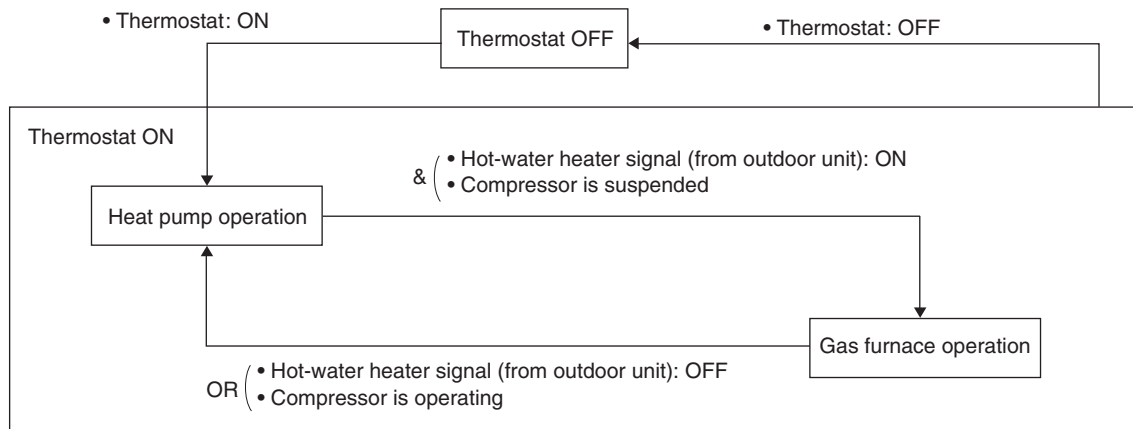 • Thermostat: ON
Thermostat OFF
• Thermostat: OFF
Thermostat ON
& • Hot-water heater signal (from outdoor unit): ON
• Compressor is suspended
Heat pump operation
Gas furnace operation
• Hot-water heater signal (from outdoor unit): OFF
OR • Compressor is operating